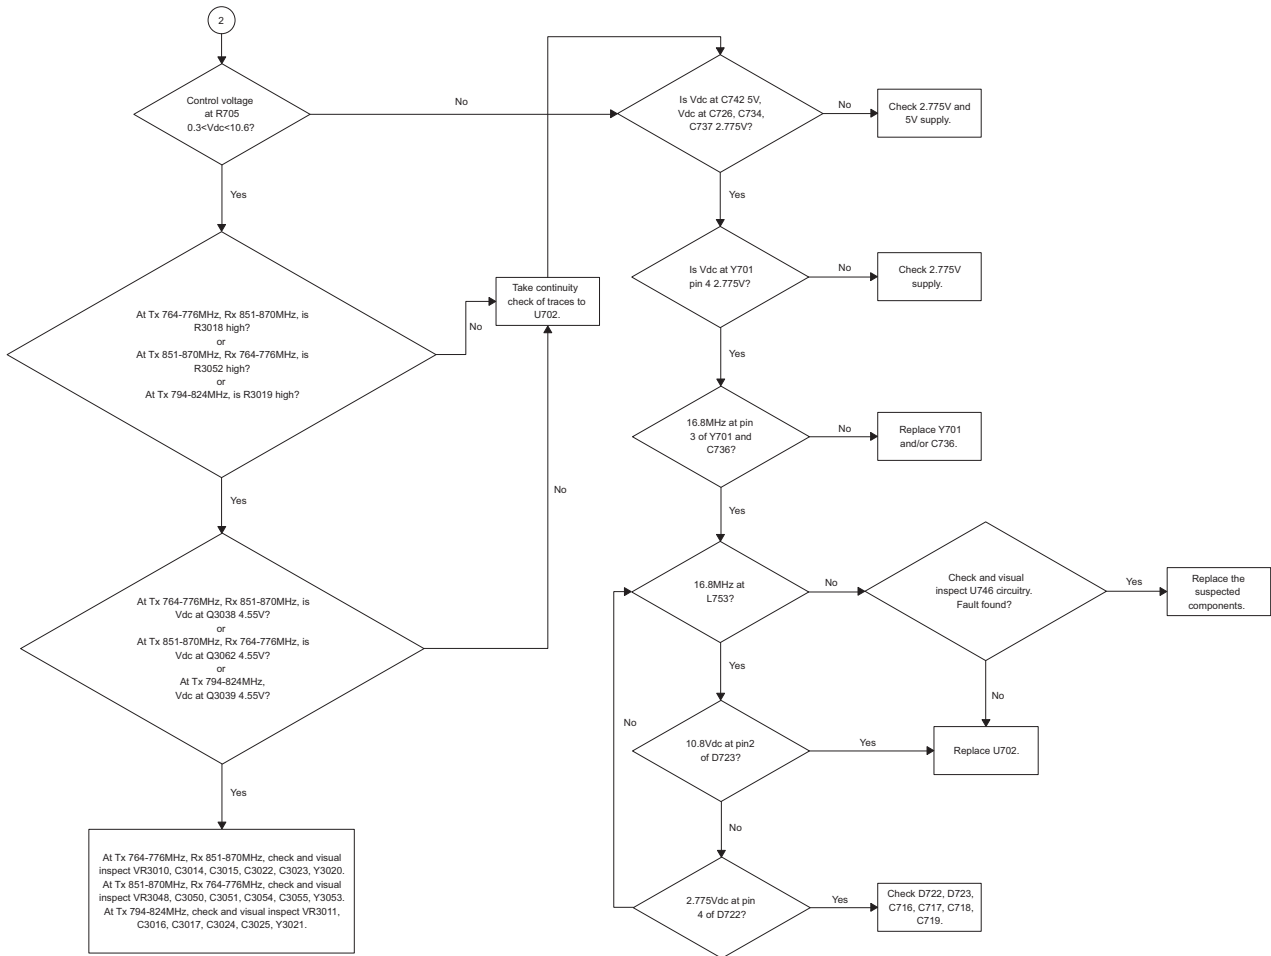 2
Control voltage
at R705
0.3<Vdc<10.6?
No
Yes
At Tx 764-776MHz, Rx 851-870MHz, is
R3018 high?
or
At Tx 851-870MHz, Rx 764-776MHz, is
R3052 high?
or
At Tx 794-824MHz, is R3019 high?
No
Yes
Take continuity
check of traces to
U702.
At Tx 764-776MHz, Rx 851-870MHz, is
Vdc at Q3038 4.55V?
or
At Tx 851-870MHz, Rx 764-776MHz, is
Vdc at Q3062 4.55V?
or
At Tx 794-824MHz,
Vdc at Q3039 4.55V?
No
Yes
At Tx 764-776MHz, Rx 851-870MHz, check and visual
inspect VR3010, C3014, C3015, C3022, C3023, Y3020.
At Tx 851-870MHz, Rx 764-776MHz, check and visual
inspect VR3048, C3050, C3051, C3054, C3055, Y3053.
At Tx 794-824MHz, check and visual inspect VR3011,
C3016, C3017, C3024, C3025, Y3021.
Is Vdc at C742 5V,
Vdc at C726, C734,
C737 2.775V?
No
Check 2.775V and
5V supply.
Yes
Is Vdc at Y701
pin 4 2.775V?
No
Check 2.775V
supply.
Yes
16.8MHz at pin
3 of Y701 and
C736?
No
Replace Y701
and/or C736.
Yes
16.8MHz at
L753?
No
Check and visual
inspect U746 circuitry.
Fault found?
Yes
Replace the
suspected
components.
Yes
No
No
10.8Vdc at pin2
of D723?
Yes
Replace U702.
No
2.775Vdc at pin
4 of D722?
Yes
Check D722, D723,
C716, C717, C718,
C719.